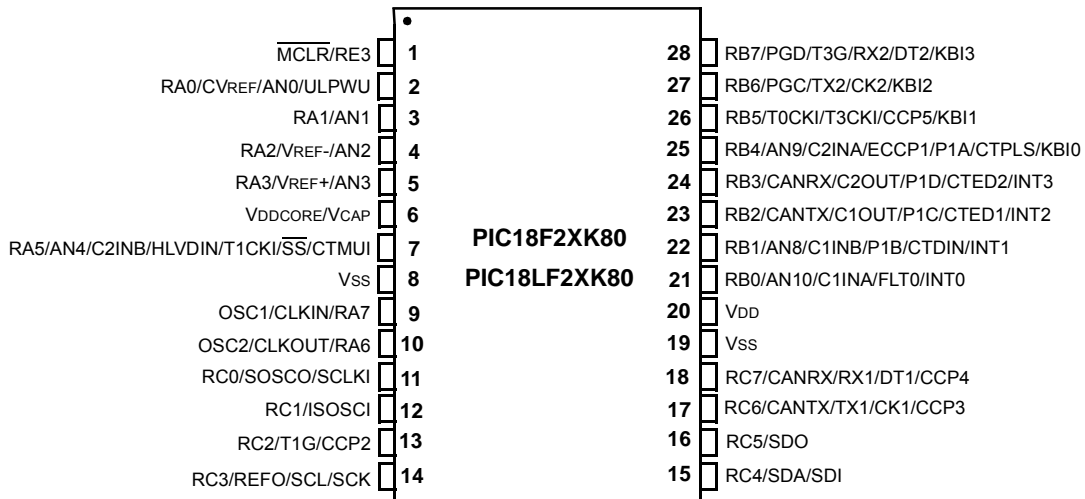 MCLR/RE3 1
RA0/CVREF/AN0/ULPWU 2
RA1/AN1 3
RA2/VREF-/AN2 4
RA3/VREF+/AN3 5
VDDCORE/VCAP 6
RA5/AN4/C2INB/HLVDIN/T1CKI/SS/CTMUI 7
VSS 8
OSC1/CLKIN/RA7 9
OSC2/CLKOUT/RA6 10
RC0/SOSCO/SCLKI 11
RC1/ISOSCI 12
RC2/T1G/CCP2 13
RC3/REFO/SCL/SCK 14
PIC18F2XK80
PIC18LF2XK80
28 RB7/PGD/T3G/RX2/DT2/KBI3
27 RB6/PGC/TX2/CK2/KBI2
26 RB5/T0CKI/T3CKI/CCP5/KBI1
25 RB4/AN9/C2INA/ECCP1/P1A/CTPLS/KBI0
24 RB3/CANRX/C2OUT/P1D/CTED2/INT3
23 RB2/CANTX/C1OUT/P1C/CTED1/INT2
22 RB1/AN8/C1INB/P1B/CTDIN/INT1
21 RB0/AN10/C1INA/FLT0/INT0
20 VDD
19 VSS
18 RC7/CANRX/RX1/DT1/CCP4
17 RC6/CANTX/TX1/CK1/CCP3
16 RC5/SDO
15 RC4/SDA/SDI